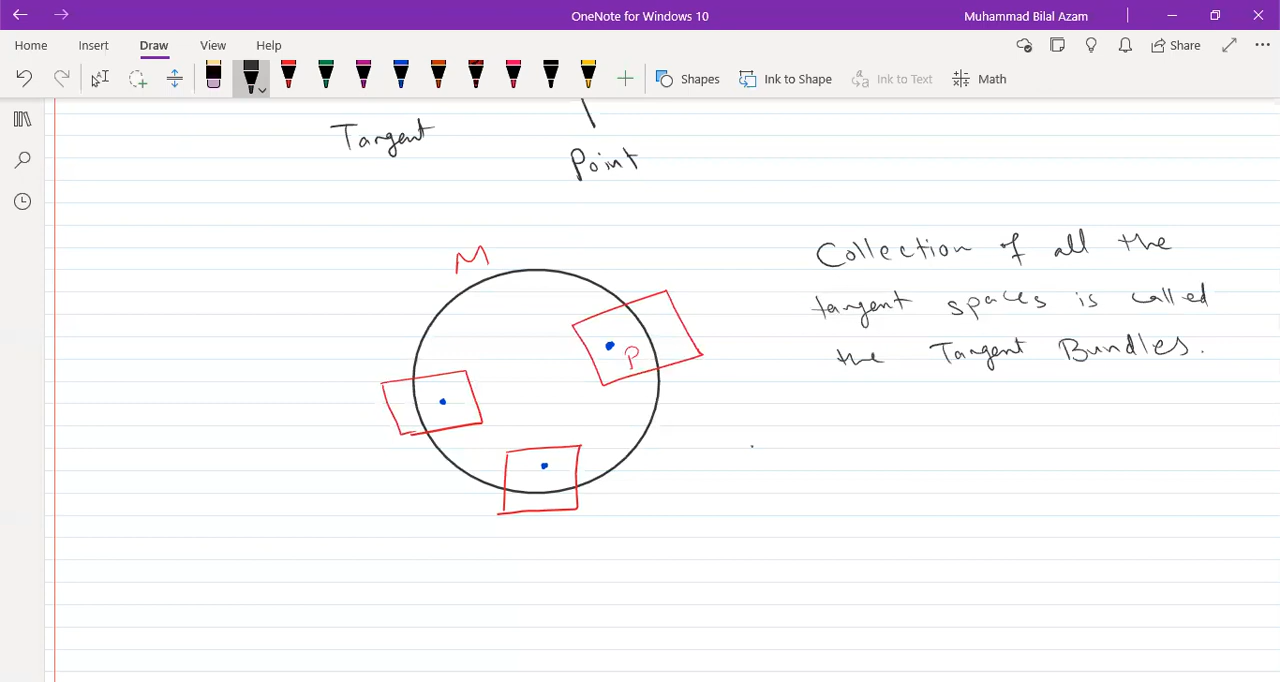 OneNote for Windows 10
Muhammad Bilal Azam
Home Insert Draw View Help
Share
Shapes Ink to Shape Ink to Text Math
Tangent
Point
M
P
Collection of all the
tangent spaces is called
the Tangent Bundles.